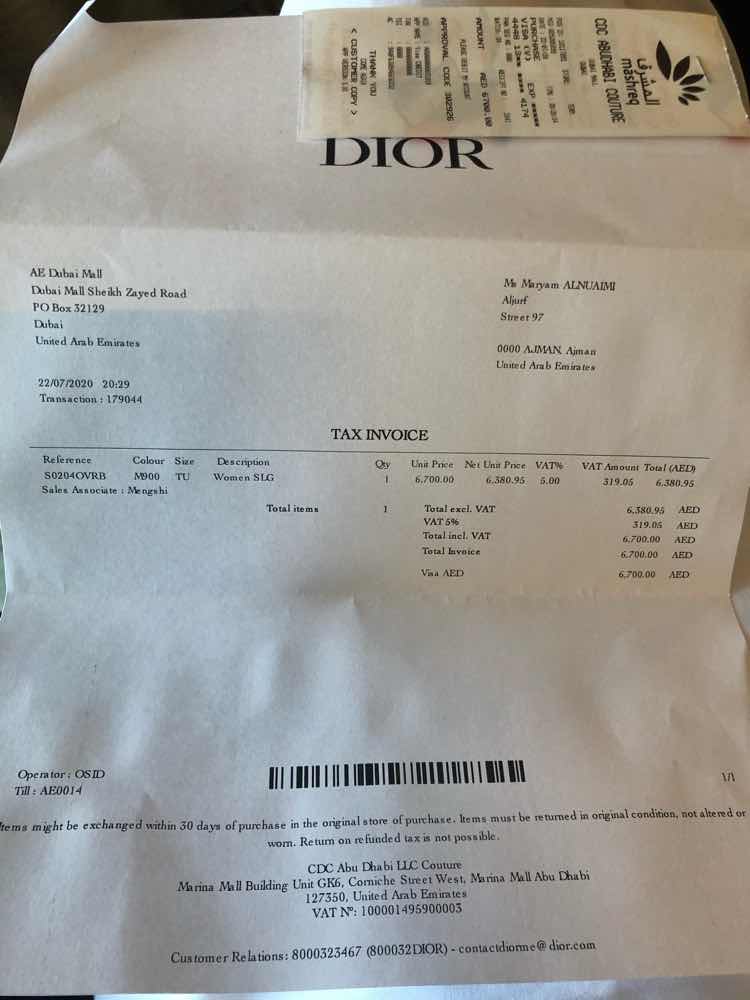 المشرق
mashreq
CDC ABUDHABI COUTURE
DUBAI MALL
DUBAI
PURCHASE
VISA (V)
EXP **** 
4174
AMOUNT AED 6700.00
APPROVAL CODE 392926
THANK YOU
COME AGAIN
< CUSTOMER COPY >
DIOR
AE Dubai Mall
Dubai Mall Sheikh Zayed Road
PO Box 32129
Dubai
United Arab Emirates
Ms Maryam ALNUAIMI
Aljurf
Street 97
0000 AJMAN, Ajman
United Arab Emirates
22/07/2020 20:29
Transaction : 179044
TAX INVOICE
Reference Colour Size Description Qty Unit Price Net Unit Price VAT% VAT Amount Total (AED)
S0204OVRB M900 TU Women SLG 1 6,700.00 6,380.95 5.00 319.05 6,380.95
Sales Associate : Mengshi
Total items 1 Total excl. VAT 6,380.95 AED
VAT 5% 319.05 AED
Total incl. VAT 6,700.00 AED
Total Invoice 6,700.00 AED
Visa AED 6,700.00 AED
Operator : OSID
Till : AE0014
1/1
Items might be exchanged within 30 days of purchase in the original store of purchase. Items must be returned in original condition, not altered or
worn. Return on refunded tax is not possible.
CDC Abu Dhabi LLC Couture
Marina Mall Building Unit GK6, Corniche Street West, Marina Mall Abu Dhabi
127350, United Arab Emirates
VAT Nº: 100001495900003
Customer Relations: 8000323467 (800032DIOR) - contactdiorme@dior.com